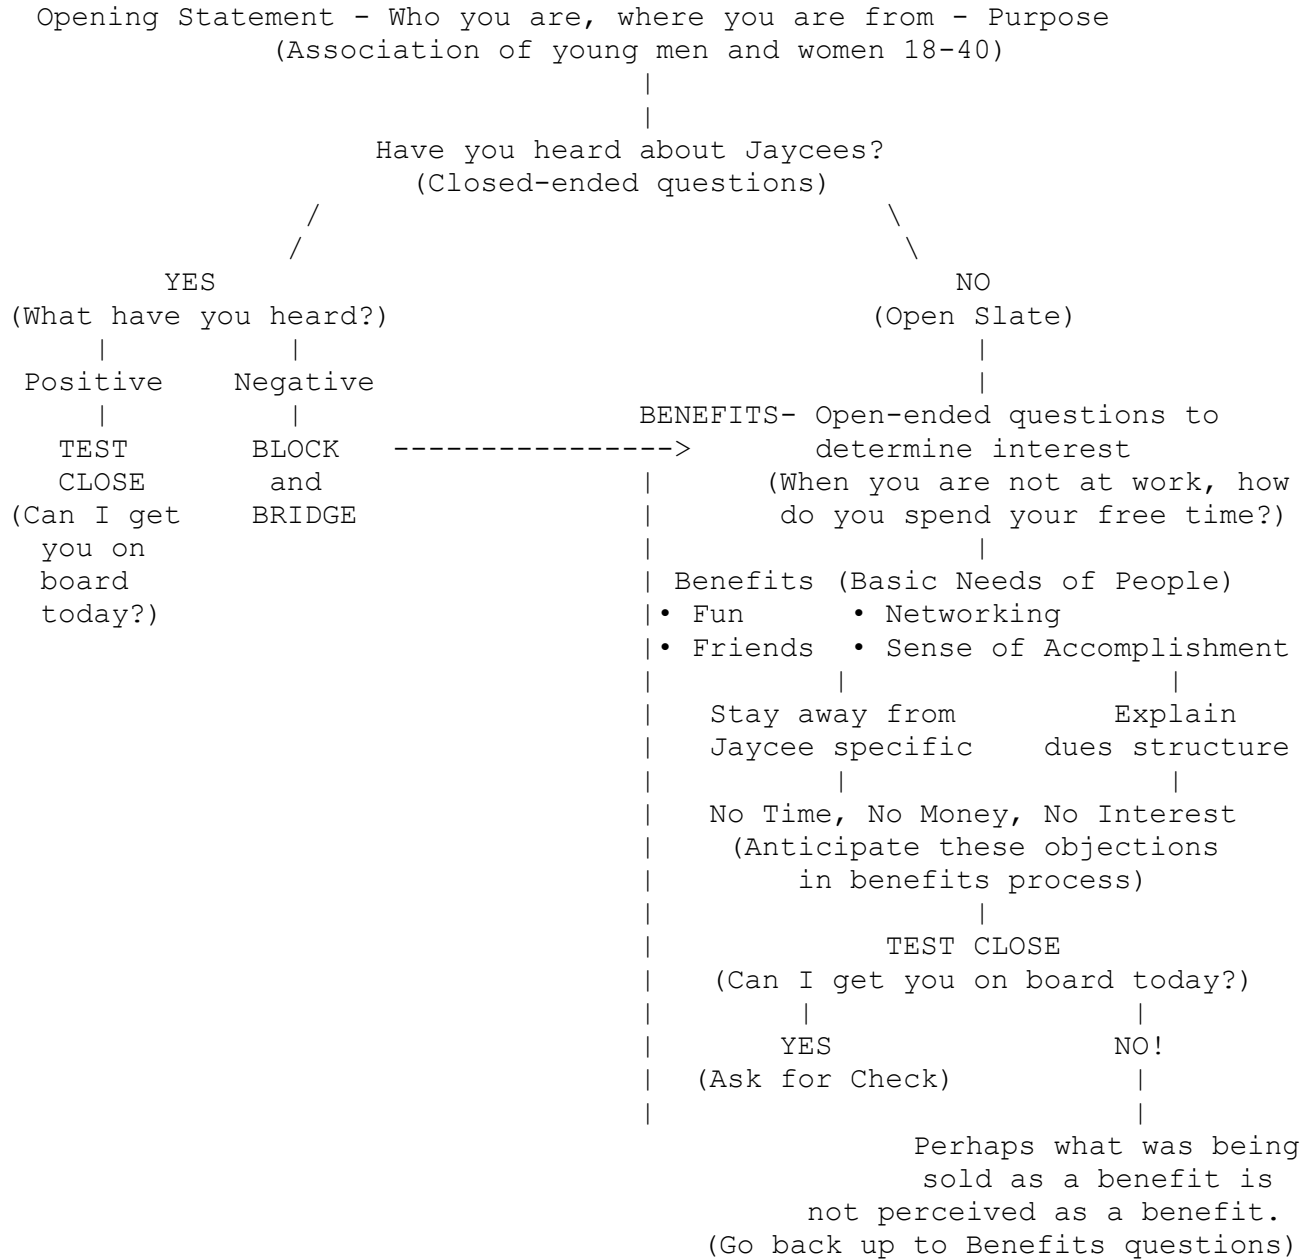 Opening Statement - Who you are, where you are from - Purpose
(Association of young men and women 18-40)
Have you heard about Jaycees?
(Closed-ended questions)
YES NO
(What have you heard?) (Open Slate)
Positive Negative
BENEFITS- Open-ended questions to
TEST BLOCK ----------------> determine interest
CLOSE and (When you are not at work, how
(Can I get BRIDGE do you spend your free time?)
you on
board Benefits (Basic Needs of People)
today?) • Fun • Networking
• Friends • Sense of Accomplishment
Stay away from Explain
Jaycee specific dues structure
No Time, No Money, No Interest
(Anticipate these objections
in benefits process)
TEST CLOSE
(Can I get you on board today?)
YES NO!
(Ask for Check)
Perhaps what was being
sold as a benefit is
not perceived as a benefit.
(Go back up to Benefits questions)